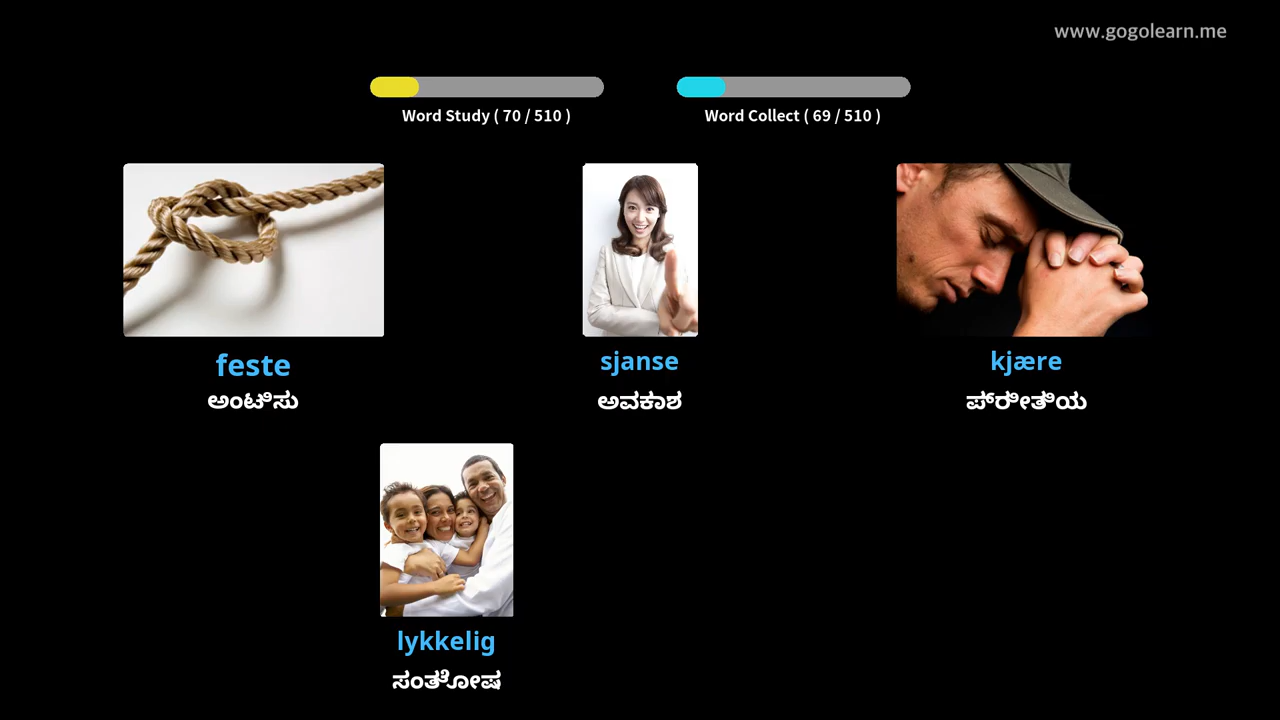 www.gogolearn.me
Word Study ( 70 / 510 )
Word Collect ( 69 / 510 )
feste
ಅಂಟಿಸು
sjanse
ಅವಕಾಶ
kjære
ಪ್ರೀತಿಯ
lykkelig
ಸಂತೋಷ